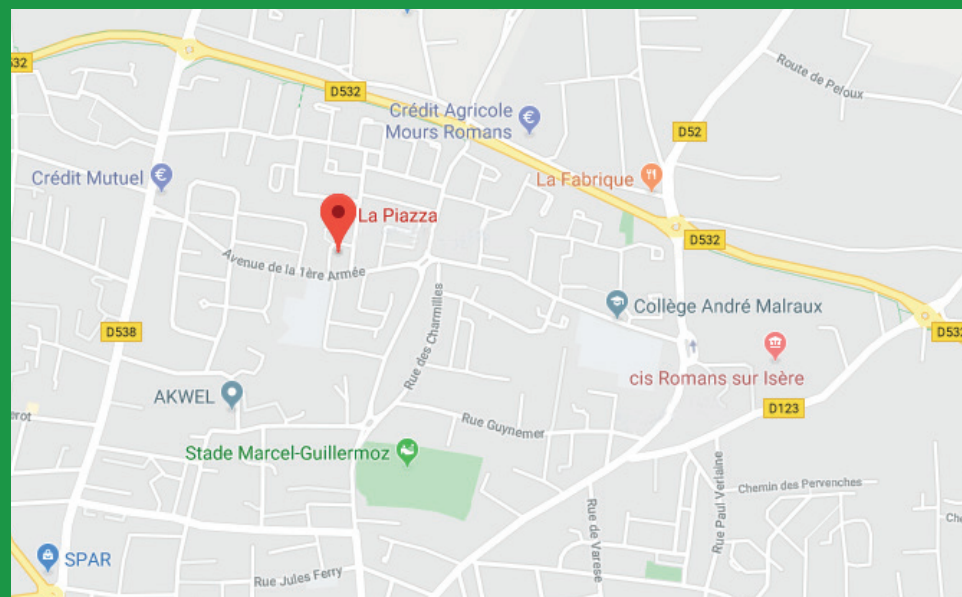 532
D532
Route de Peloux
Crédit Agricole
Mours Romans
D52
Crédit Mutuel
La Fabrique
La Piazza
D532
Avenue de la 1ère Armée
Collège André Malraux
D538
Rue des Charmilles
D532
cis Romans sur Isère
AKWEL
D123
erot
Rue Guynemer
Stade Marcel-Guillermoz
Rue Paul Verlaine
Chemin des Pervenches
Rue de Varese
Che
SPAR
Rue Jules Ferry